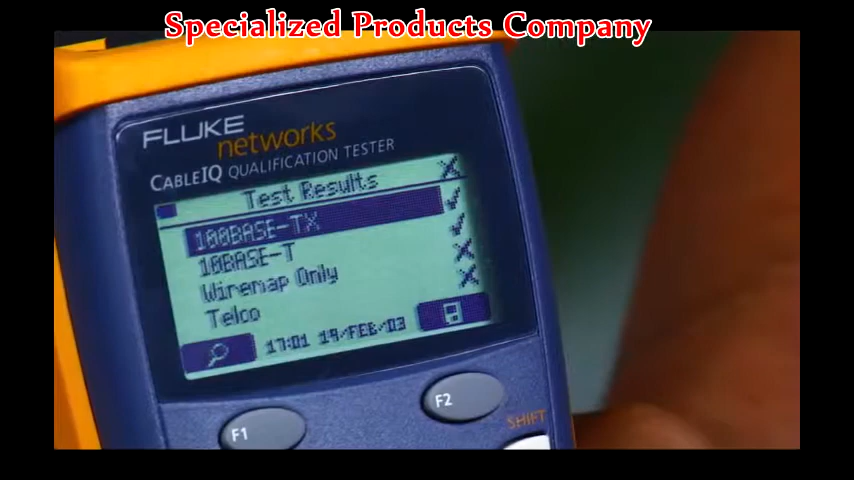 Specialized Products Company
FLUKE
networks
CABLEIQ QUALIFICATION TESTER
Test Results
100BASE-TX
10BASE-T
Wiremap Only
Telco
17:01 19/FEB/03
F1
F2
SHIFT